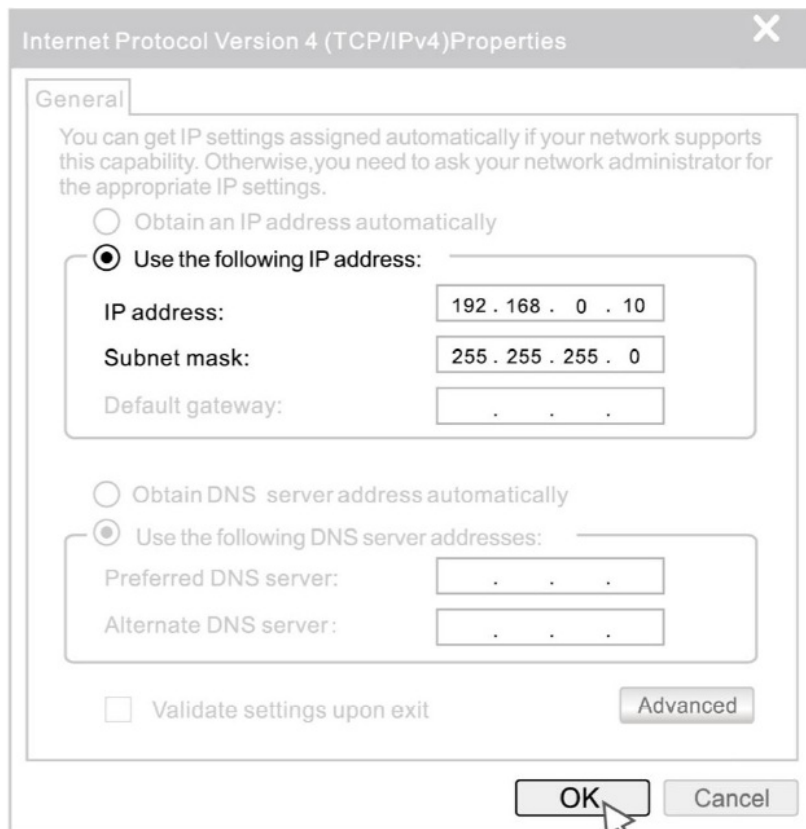 Internet Protocol Version 4 (TCP/IPv4)Properties
General
You can get IP settings assigned automatically if your network supports
this capability. Otherwise,you need to ask your network administrator for
the appropriate IP settings.
Obtain an IP address automatically
Use the following IP address:
IP address: 192 . 168 . 0 . 10
Subnet mask: 255 . 255 . 255 . 0
Default gateway: . . .
Obtain DNS server address automatically
Use the following DNS server addresses:
Preferred DNS server: . . .
Alternate DNS server: . . .
Validate settings upon exit
Advanced
OK Cancel